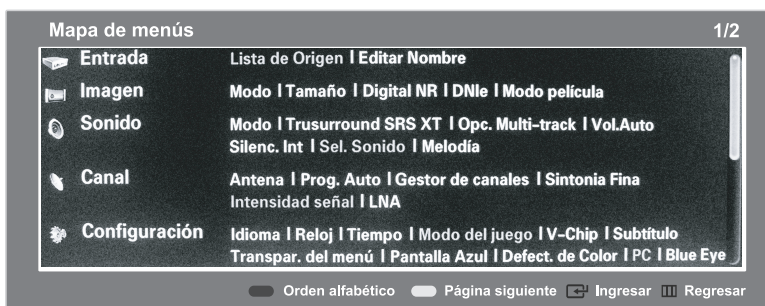 Mapa de menús 1/2
Entrada Lista de Origen I Editar Nombre
Imagen Modo I Tamaño I Digital NR I DNIe I Modo película
Sonido Modo I Trusurround SRS XT I Opc. Multi-track I Vol.Auto
Silenc. Int I Sel. Sonido I Melodía
Canal Antena I Prog. Auto I Gestor de canales I Sintonia Fina
Intensidad señal I LNA
Configuración Idioma I Reloj I Tiempo I Modo del juego I V-Chip I Subtítulo
Transpar. del menú I Pantalla Azul I Defect. de Color I PC I Blue Eye
Orden alfabético Página siguiente Ingresar Regresar